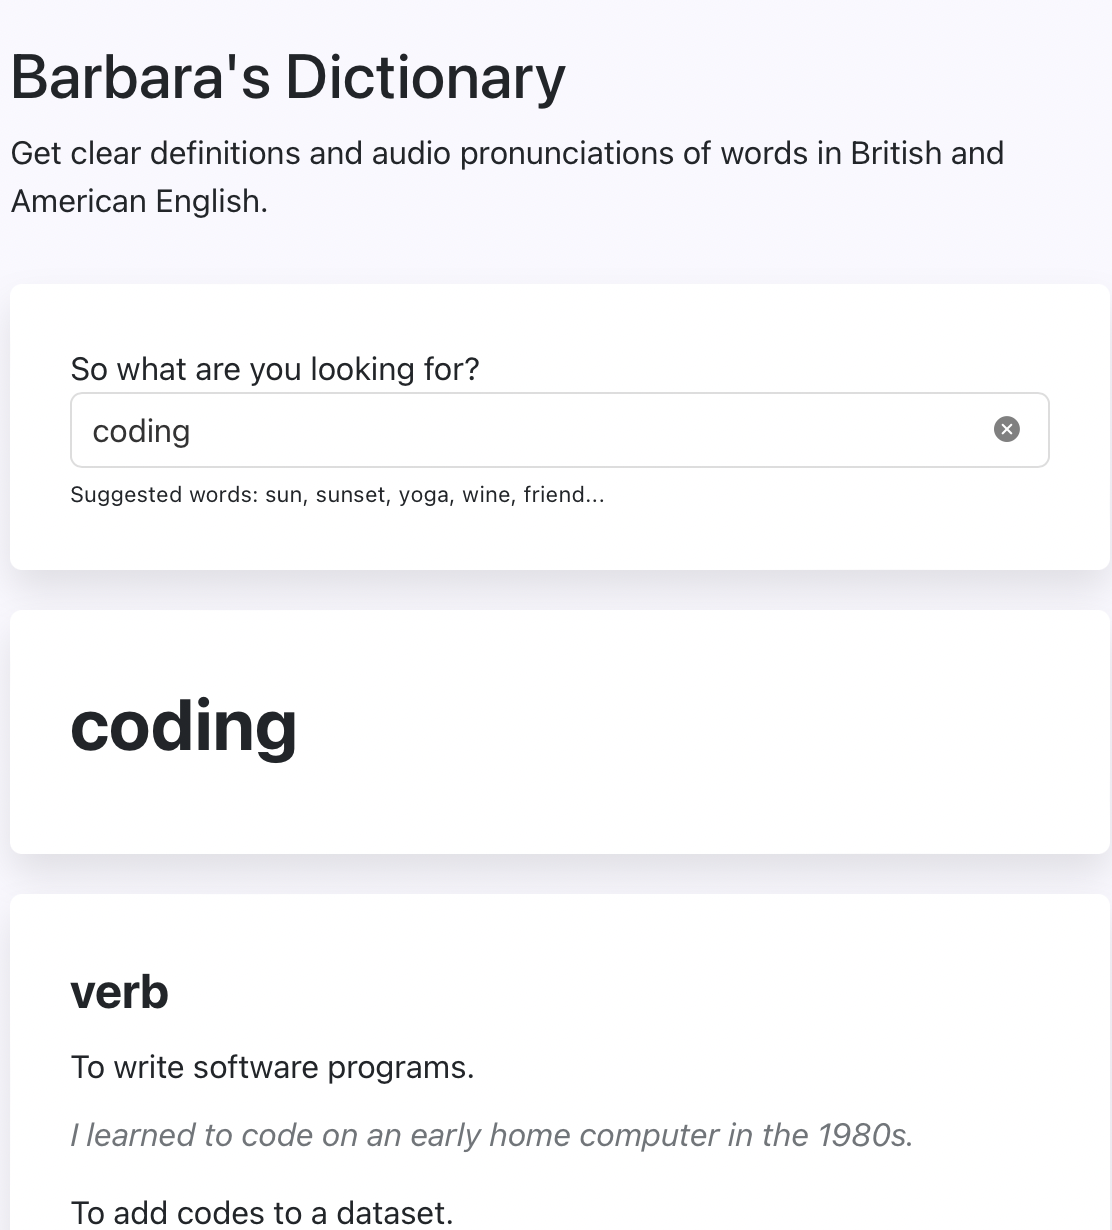 Barbara's Dictionary
Get clear definitions and audio pronunciations of words in British and
American English.
So what are you looking for?
coding
Suggested words: sun, sunset, yoga, wine, friend...
coding
verb
To write software programs.
I learned to code on an early home computer in the 1980s.
To add codes to a dataset.